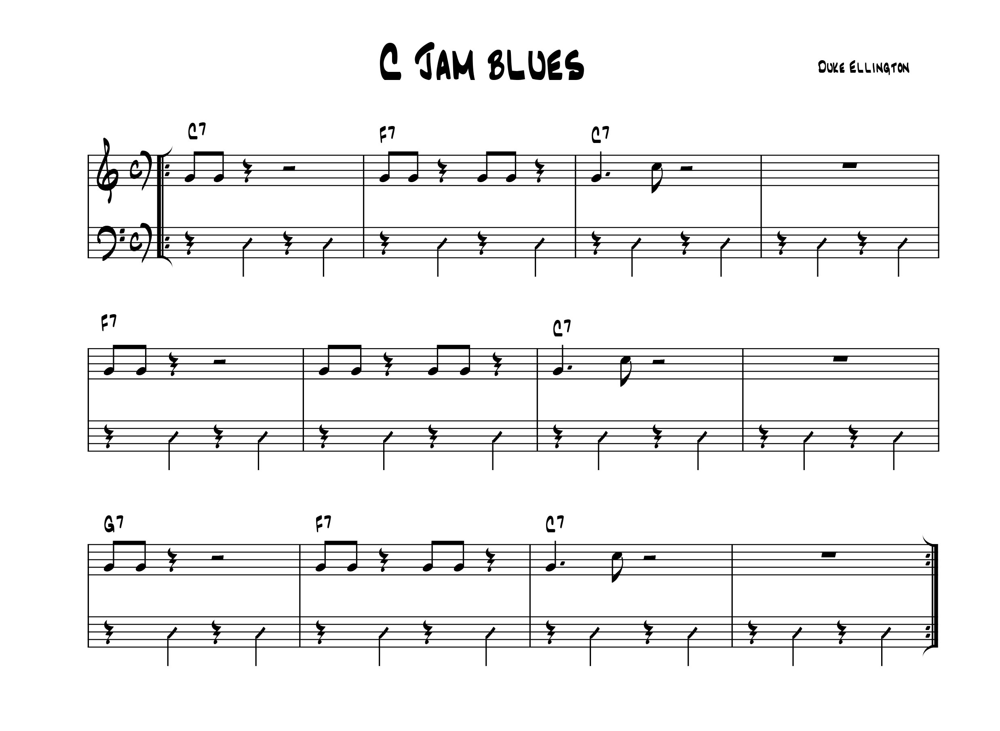 C JAM BLUES
DUKE ELLINGTON
C7 F7 C7
F7 C7
G7 F7 C7